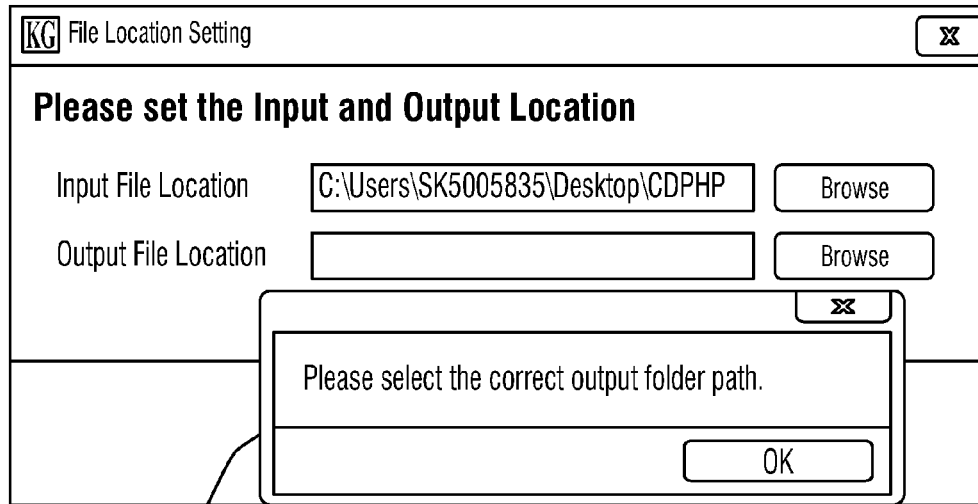 KG File Location Setting X
Please set the Input and Output Location
Input File Location C:\Users\SK5005835\Desktop\CDPHP Browse
Output File Location Browse
X
Please select the correct output folder path.
OK